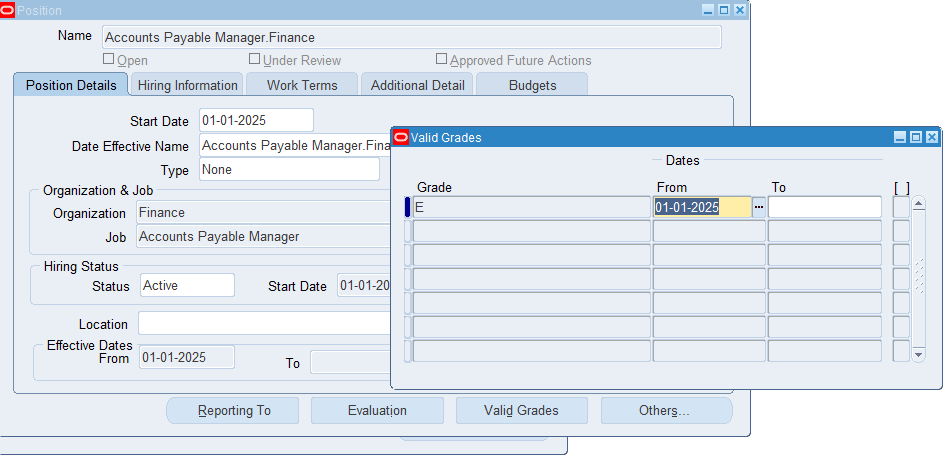 Position
Name Accounts Payable Manager.Finance
Open Under Review Approved Future Actions
Position Details Hiring Information Work Terms Additional Detail Budgets
Start Date 01-01-2025
Date Effective Name Accounts Payable Manager.Fina
Type None
Organization & Job
Organization Finance
Job Accounts Payable Manager
Hiring Status
Status Active Start Date 01-01-20
Location
Effective Dates
From 01-01-2025 To
Reporting To Evaluation Valid Grades Others...
Valid Grades
Dates
Grade From To [ ]
E 01-01-2025 ...